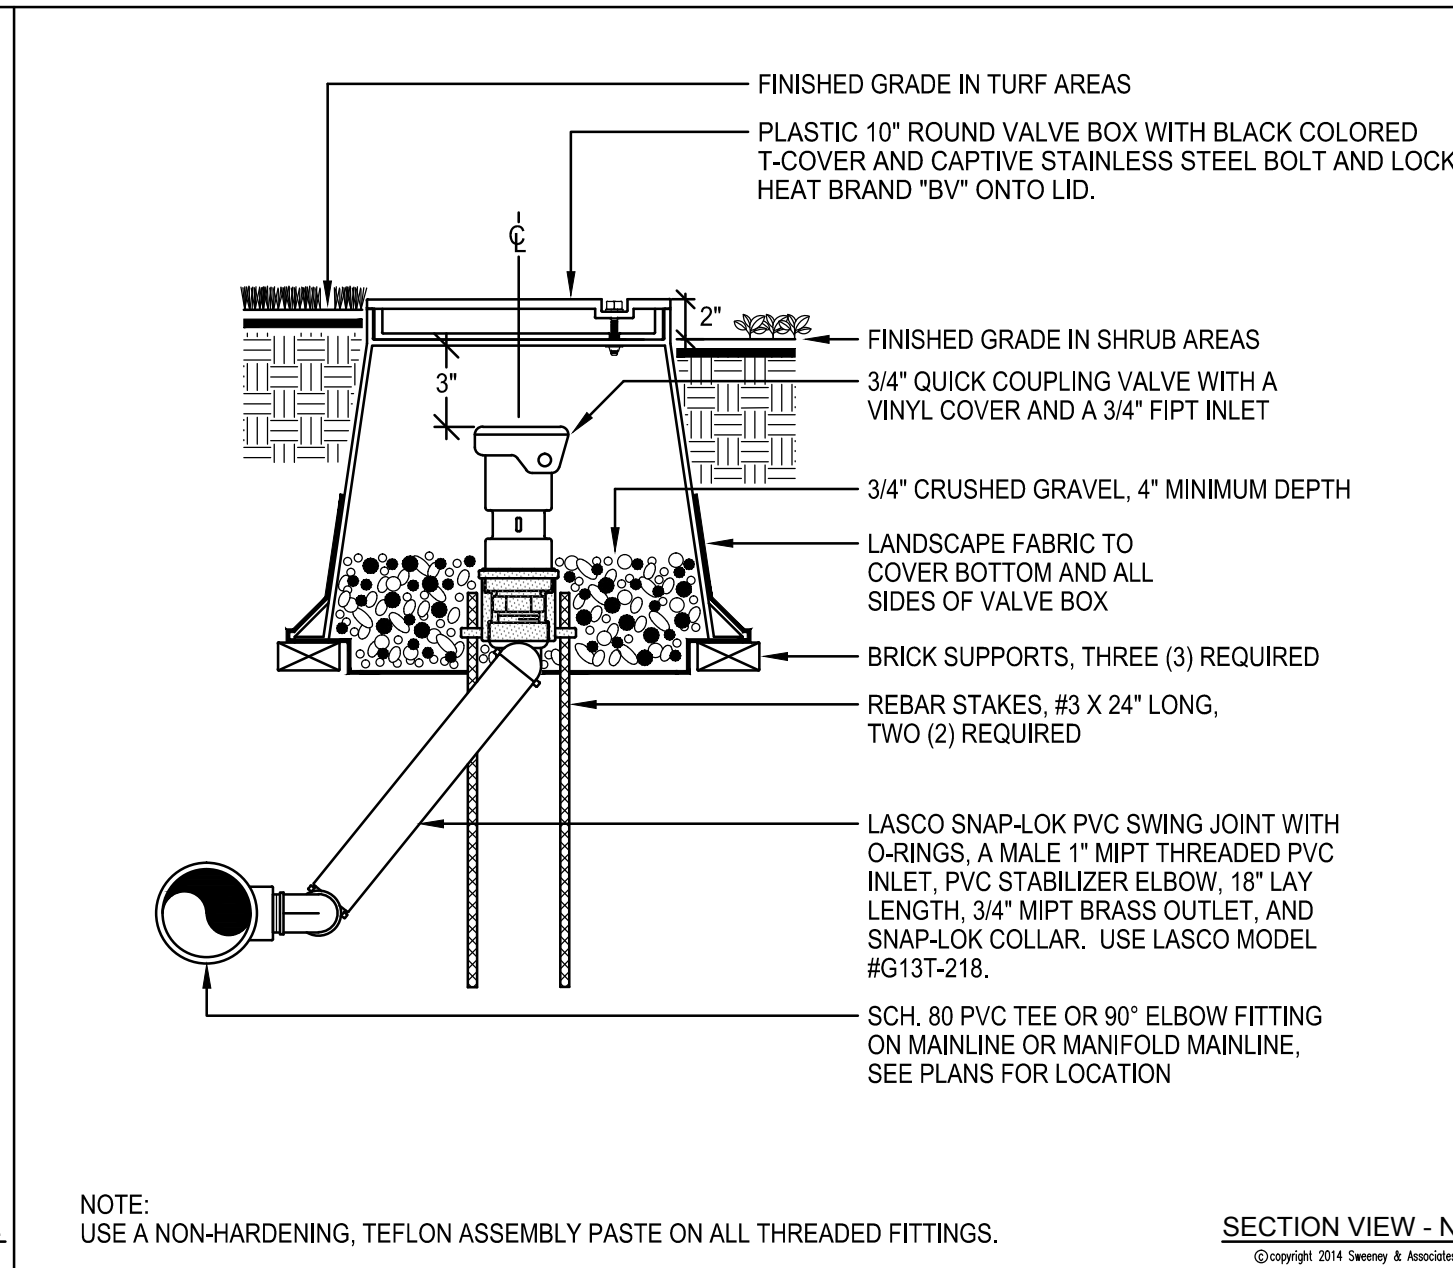 FINISHED GRADE IN TURF AREAS
PLASTIC 10" ROUND VALVE BOX WITH BLACK COLORED
T-COVER AND CAPTIVE STAINLESS STEEL BOLT AND LOCK
HEAT BRAND "BV" ONTO LID.
CL
2"
3"
FINISHED GRADE IN SHRUB AREAS
3/4" QUICK COUPLING VALVE WITH A
VINYL COVER AND A 3/4" FIPT INLET
3/4" CRUSHED GRAVEL, 4" MINIMUM DEPTH
LANDSCAPE FABRIC TO
COVER BOTTOM AND ALL
SIDES OF VALVE BOX
BRICK SUPPORTS, THREE (3) REQUIRED
REBAR STAKES, #3 X 24" LONG,
TWO (2) REQUIRED
LASCO SNAP-LOK PVC SWING JOINT WITH
O-RINGS, A MALE 1" MIPT THREADED PVC
INLET, PVC STABILIZER ELBOW, 18" LAY
LENGTH, 3/4" MIPT BRASS OUTLET, AND
SNAP-LOK COLLAR. USE LASCO MODEL
#G13T-218.
SCH. 80 PVC TEE OR 90° ELBOW FITTING
ON MAINLINE OR MANIFOLD MAINLINE,
SEE PLANS FOR LOCATION
NOTE:
USE A NON-HARDENING, TEFLON ASSEMBLY PASTE ON ALL THREADED FITTINGS.
SECTION VIEW - N
© copyright 2014 Sweeney & Associates